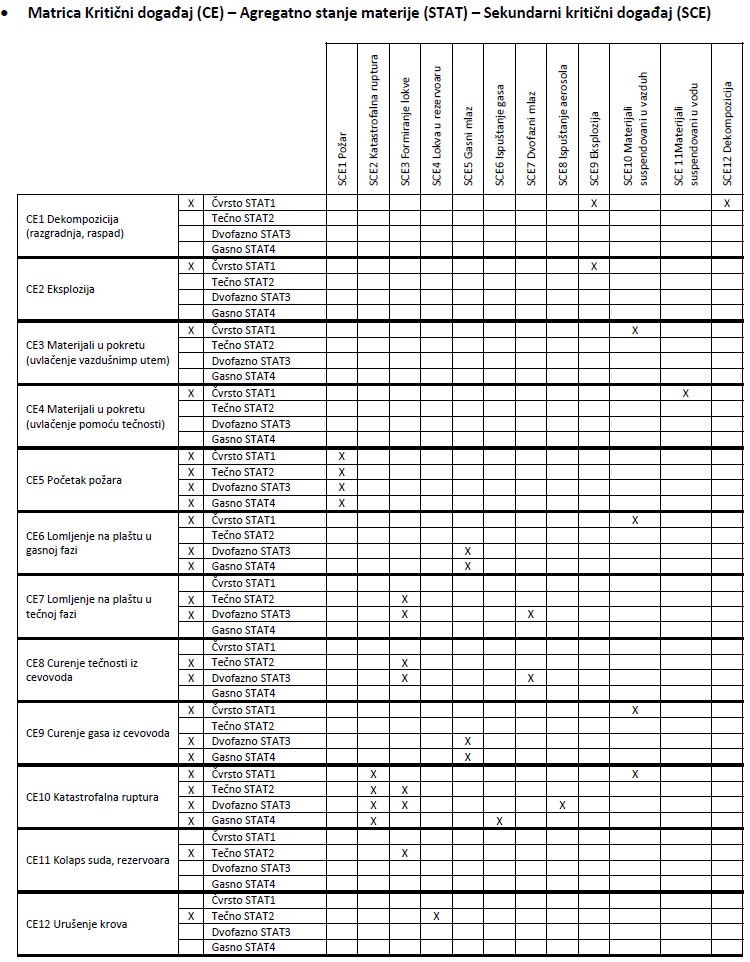 • Matrica Kritični događaj (CE) – Agregatno stanje materije (STAT) – Sekundarni kritični događaj (SCE)
SCE1 Požar
SCE2 Katastrofalna ruptura
SCE3 Formiranje lokve
SCE4 Lokva u rezervoaru
SCE5 Gasni mlaz
SCE6 Ispuštanje gasa
SCE7 Dvofazni mlaz
SCE8 Ispuštanje aerosola
SCE9 Eksplozija
SCE10 Materijali
suspendovani u vazduh
SCE 11Materijali
suspendovani u vodu
SCE12 Dekompozicija
CE1 Dekompozicija
(razgradnja, raspad)
X Čvrsto STAT1 X X
Tečno STAT2
Dvofazno STAT3
Gasno STAT4
CE2 Eksplozija
X Čvrsto STAT1 X
Tečno STAT2
Dvofazno STAT3
Gasno STAT4
CE3 Materijali u pokretu
(uvlačenje vazdušnimp utem)
X Čvrsto STAT1 X
Tečno STAT2
Dvofazno STAT3
Gasno STAT4
CE4 Materijali u pokretu
(uvlačenje pomoću tečnosti)
X Čvrsto STAT1 X
Tečno STAT2
Dvofazno STAT3
Gasno STAT4
CE5 Početak požara
X Čvrsto STAT1 X
X Tečno STAT2 X
X Dvofazno STAT3 X
X Gasno STAT4 X
CE6 Lomljenje na plaštu u
gasnoj fazi
X Čvrsto STAT1 X
Tečno STAT2
X Dvofazno STAT3 X
X Gasno STAT4 X
CE7 Lomljenje na plaštu u
tečnoj fazi
Čvrsto STAT1
X Tečno STAT2 X
X Dvofazno STAT3 X X
Gasno STAT4
CE8 Curenje tečnosti iz
cevovoda
Čvrsto STAT1
X Tečno STAT2 X
X Dvofazno STAT3 X X
Gasno STAT4
CE9 Curenje gasa iz cevovoda
X Čvrsto STAT1 X
Tečno STAT2
X Dvofazno STAT3 X
X Gasno STAT4 X
CE10 Katastrofalna ruptura
X Čvrsto STAT1 X X
X Tečno STAT2 X X
X Dvofazno STAT3 X X X
X Gasno STAT4 X X
CE11 Kolaps suda, rezervoara
Čvrsto STAT1
X Tečno STAT2 X
Dvofazno STAT3
Gasno STAT4
CE12 Urušenje krova
Čvrsto STAT1
X Tečno STAT2 X
Dvofazno STAT3
Gasno STAT4